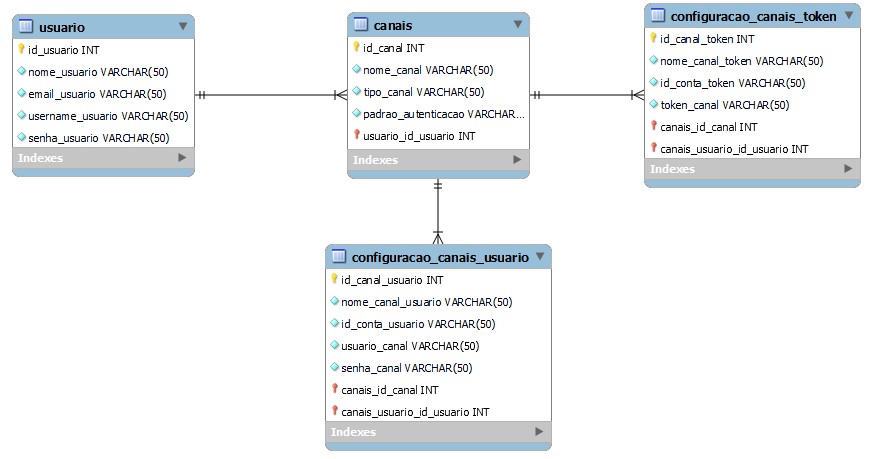 usuario
id_usuario INT
nome_usuario VARCHAR(50)
email_usuario VARCHAR(50)
username_usuario VARCHAR(50)
senha_usuario VARCHAR(50)
Indexes
canais
id_canal INT
nome_canal VARCHAR(50)
tipo_canal VARCHAR(50)
padrao_autenticacao VARCHAR...
usuario_id_usuario INT
Indexes
configuracao_canais_token
id_canal_token INT
nome_canal_token VARCHAR(50)
id_conta_token VARCHAR(50)
token_canal VARCHAR(50)
canais_id_canal INT
canais_usuario_id_usuario INT
Indexes
configuracao_canais_usuario
id_canal_usuario INT
nome_canal_usuario VARCHAR(50)
id_conta_usuario VARCHAR(50)
usuario_canal VARCHAR(50)
senha_canal VARCHAR(50)
canais_id_canal INT
canais_usuario_id_usuario INT
Indexes